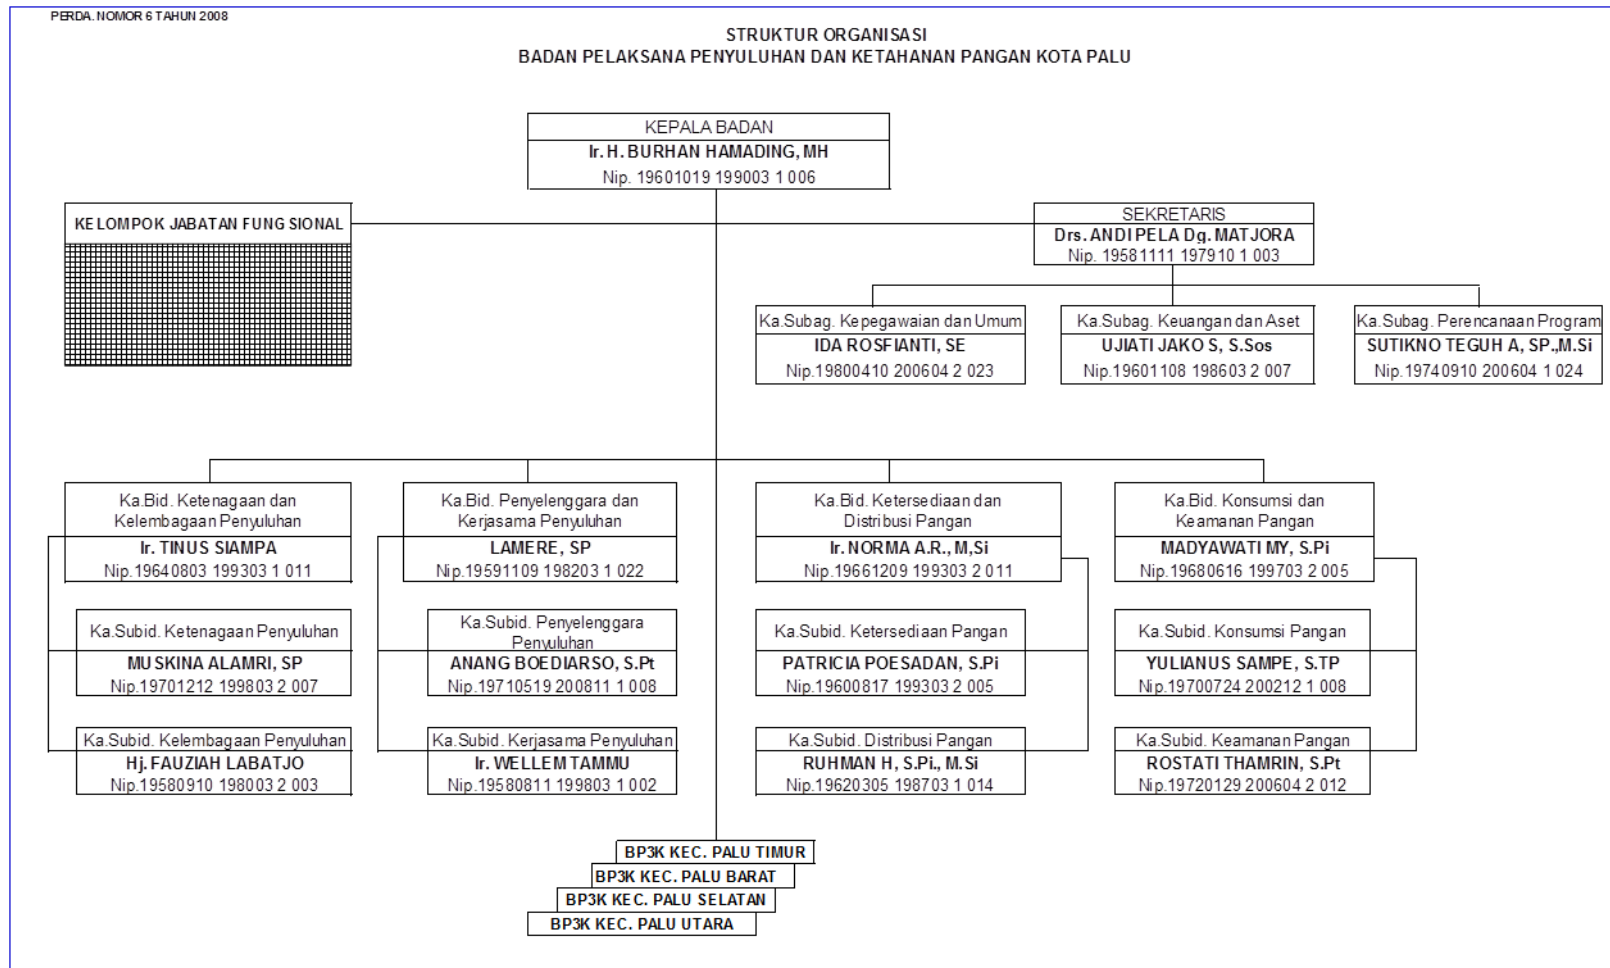 PERDA. NOMOR 6 TAHUN 2008
STRUKTUR ORGANISASI
BADAN PELAKSANA PENYULUHAN DAN KETAHANAN PANGAN KOTA PALU
KEPALA BADAN
Ir. H. BURHAN HAMADING, MH
Nip. 19601019 199003 1 006
KELOMPOK JABATAN FUNGSIONAL
SEKRETARIS
Drs. ANDI PELA Dg. MATJORA
Nip. 19581111 197910 1 003
Ka.Subag. Kepegawaian dan Umum
IDA ROSFIANTI, SE
Nip.19800410 200604 2 023
Ka.Subag. Keuangan dan Aset
UJIATI JAKO S, S.Sos
Nip.19601108 198603 2 007
Ka.Subag. Perencanaan Program
SUTIKNO TEGUH A, SP.,M.Si
Nip.19740910 200604 1 024
Ka.Bid. Ketenagaan dan
Kelembagaan Penyuluhan
Ir. TINUS SIAMPA
Nip.19640803 199303 1 011
Ka.Bid. Penyelenggara dan
Kerjasama Penyuluhan
LAMERE, SP
Nip.19591109 198203 1 022
Ka.Bid. Ketersediaan dan
Distribusi Pangan
Ir. NORMA A.R., M,Si
Nip.19661209 199303 2 011
Ka.Bid. Konsumsi dan
Keamanan Pangan
MADYAWATI MY, S.Pi
Nip.19680616 199703 2 005
Ka.Subid. Ketenagaan Penyuluhan
MUSKINA ALAMRI, SP
Nip.19701212 199803 2 007
Ka.Subid. Penyelenggara
Penyuluhan
ANANG BOEDIARSO, S.Pt
Nip.19710519 200811 1 008
Ka.Subid. Ketersediaan Pangan
PATRICIA POESADAN, S.Pi
Nip.19600817 199303 2 005
Ka.Subid. Konsumsi Pangan
YULIANUS SAMPE, S.TP
Nip.19700724 200212 1 008
Ka.Subid. Kelembagaan Penyuluhan
Hj. FAUZIAH LABATJO
Nip.19580910 198003 2 003
Ka.Subid. Kerjasama Penyuluhan
Ir. WELLEM TAMMU
Nip.19580811 199803 1 002
Ka.Subid. Distribusi Pangan
RUHMAN H, S.Pi., M.Si
Nip.19620305 198703 1 014
Ka.Subid. Keamanan Pangan
ROSTATI THAMRIN, S.Pt
Nip.19720129 200604 2 012
BP3K KEC. PALU TIMUR
BP3K KEC. PALU BARAT
BP3K KEC. PALU SELATAN
BP3K KEC. PALU UTARA